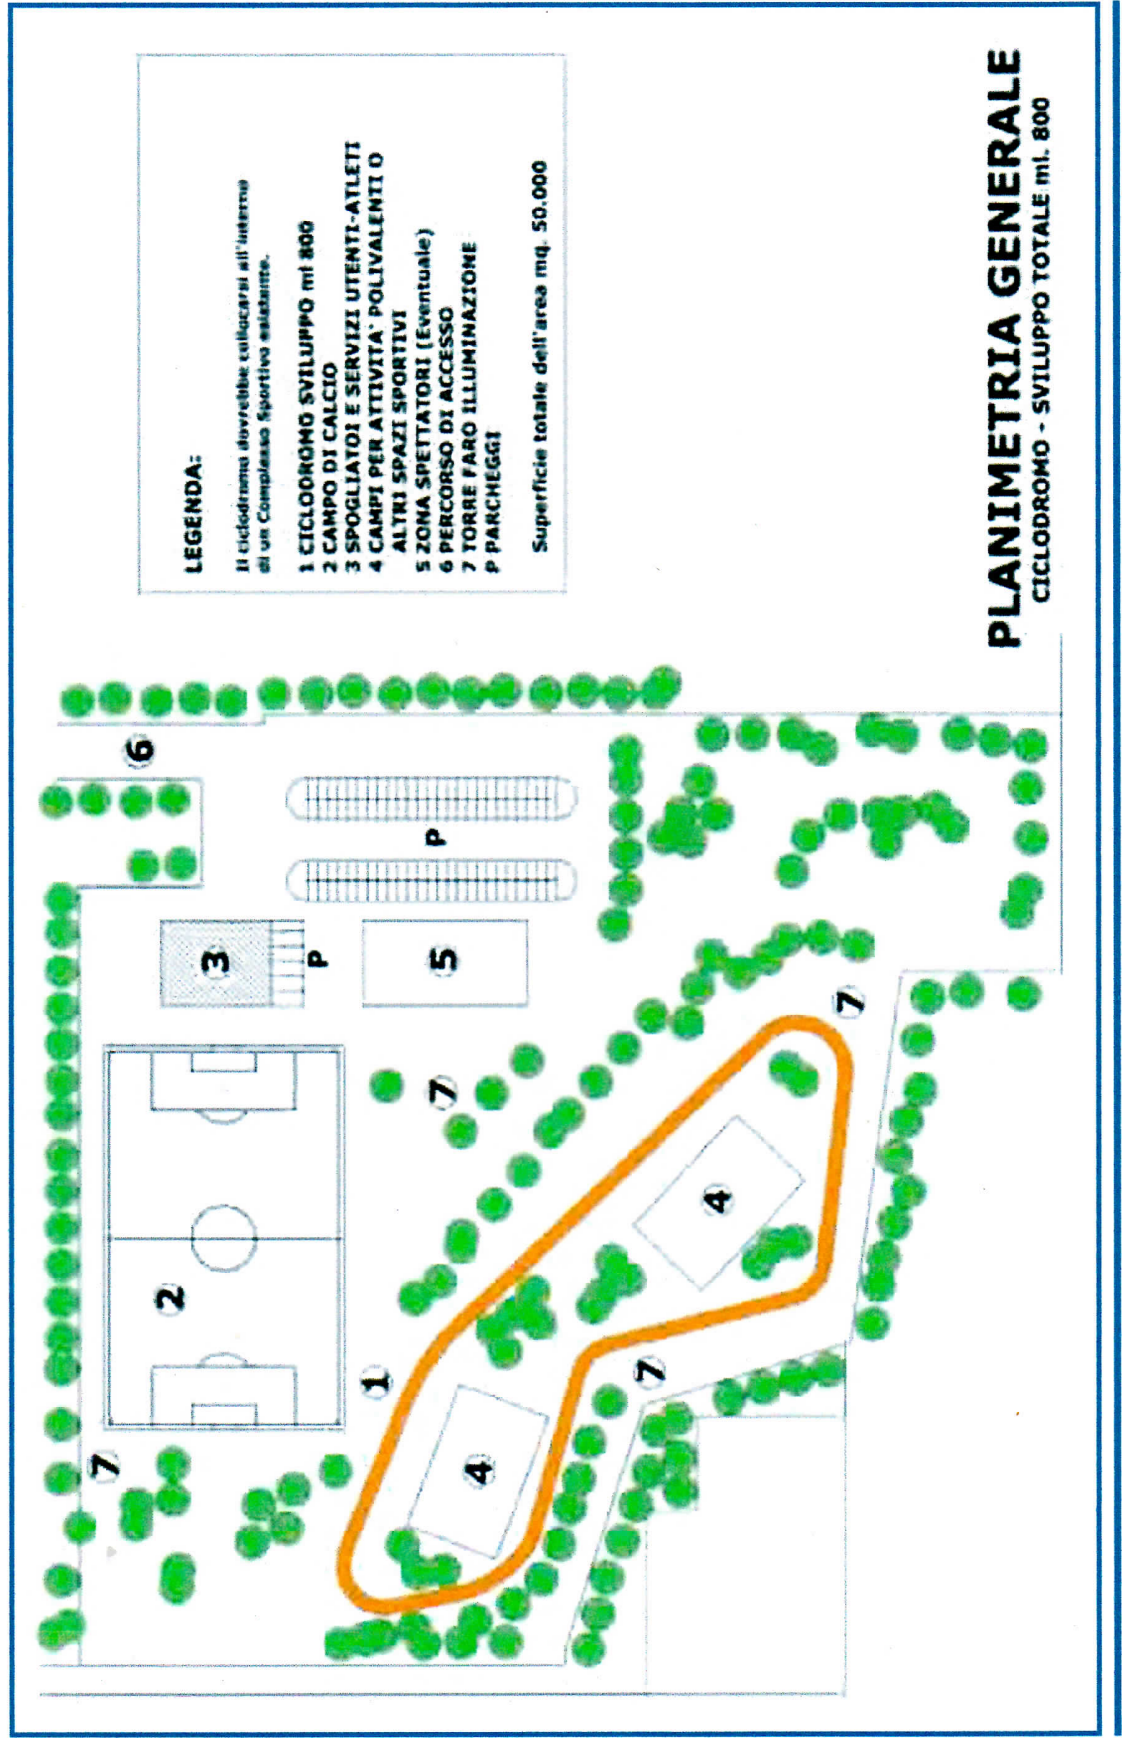 LEGENDA:
Il ciclodromo dovrebbe collocarsi all'interno
di un Complesso Sportivo esistente.
1 CICLODROMO SVILUPPO ml 800
2 CAMPO DI CALCIO
3 SPOGLIATOI E SERVIZI UTENTI-ATLETI
4 CAMPI PER ATTIVITA' POLIVALENTI O
ALTRI SPAZI SPORTIVI
5 ZONA SPETTATORI (Eventuale)
6 PERCORSO DI ACCESSO
7 TORRE FARO ILLUMINAZIONE
P PARCHEGGI
Superficie totale dell'area mq. 50.000
PLANIMETRIA GENERALE
CICLODROMO - SVILUPPO TOTALE ml. 800
6
P
3
P
5
7
7
2
4
1
7
7
4